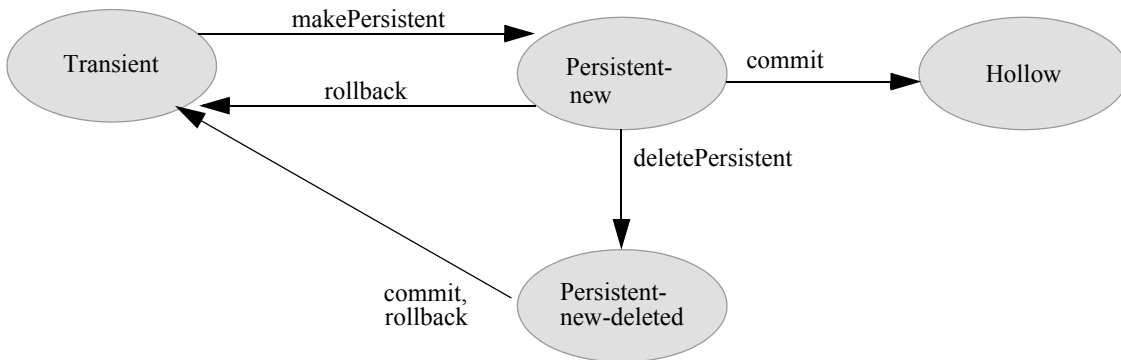 makePersistent
Transient
Persistent-
new
commit
Hollow
rollback
deletePersistent
commit,
rollback
Persistent-
new-deleted